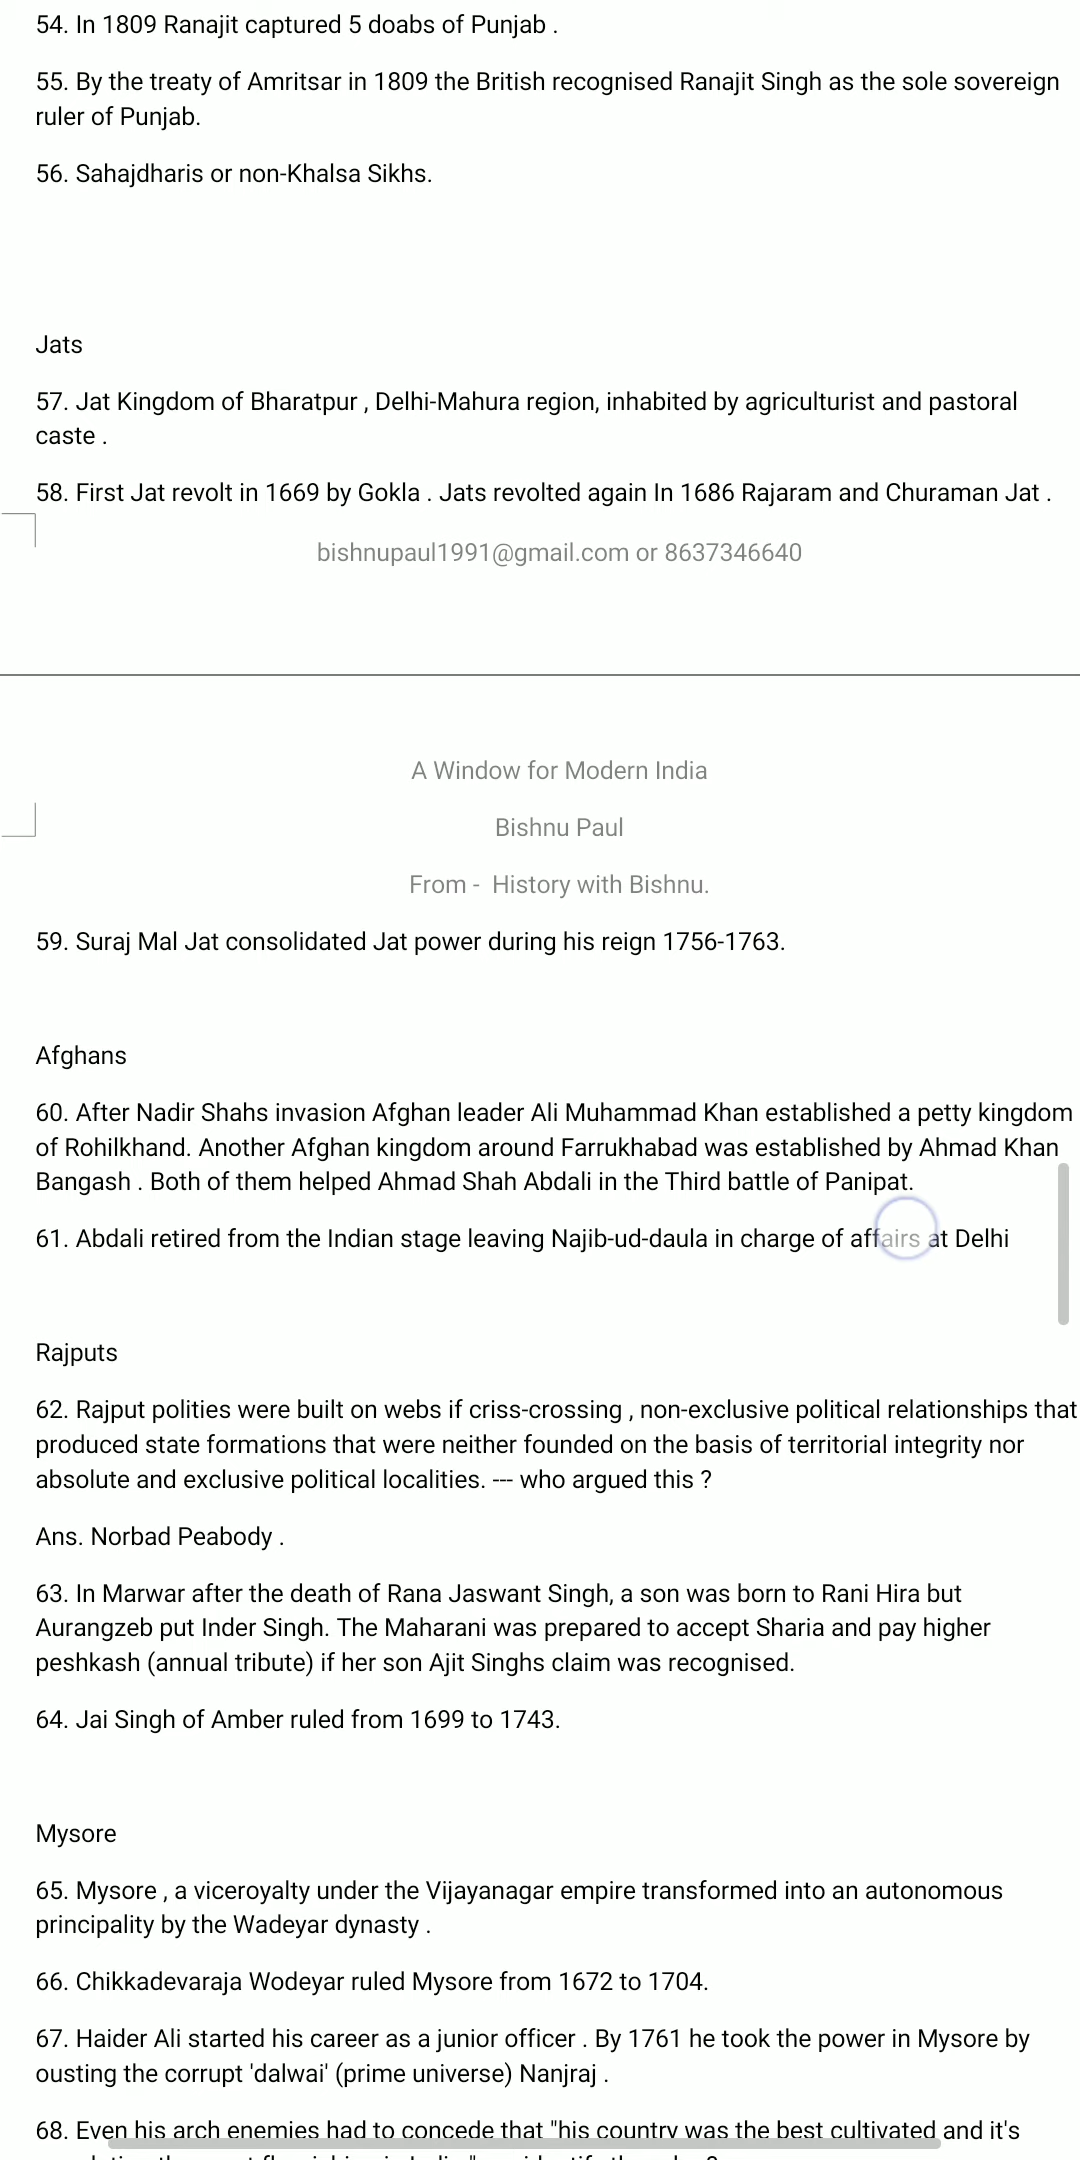 54. In 1809 Ranajit captured 5 doabs of Punjab .
55. By the treaty of Amritsar in 1809 the British recognised Ranajit Singh as the sole sovereign
ruler of Punjab.
56. Sahajdharis or non-Khalsa Sikhs.
Jats
57. Jat Kingdom of Bharatpur , Delhi-Mahura region, inhabited by agriculturist and pastoral
caste .
58. First Jat revolt in 1669 by Gokla . Jats revolted again In 1686 Rajaram and Churaman Jat .
bishnupaul1991@gmail.com or 8637346640
A Window for Modern India
Bishnu Paul
From -  History with Bishnu.
59. Suraj Mal Jat consolidated Jat power during his reign 1756-1763.
Afghans
60. After Nadir Shahs invasion Afghan leader Ali Muhammad Khan established a petty kingdom
of Rohilkhand. Another Afghan kingdom around Farrukhabad was established by Ahmad Khan
Bangash . Both of them helped Ahmad Shah Abdali in the Third battle of Panipat.
61. Abdali retired from the Indian stage leaving Najib-ud-daula in charge of affairs at Delhi
Rajputs
62. Rajput polities were built on webs if criss-crossing , non-exclusive political relationships that
produced state formations that were neither founded on the basis of territorial integrity nor
absolute and exclusive political localities. --- who argued this ?
Ans. Norbad Peabody .
63. In Marwar after the death of Rana Jaswant Singh, a son was born to Rani Hira but
Aurangzeb put Inder Singh. The Maharani was prepared to accept Sharia and pay higher
peshkash (annual tribute) if her son Ajit Singhs claim was recognised.
64. Jai Singh of Amber ruled from 1699 to 1743.
Mysore
65. Mysore , a viceroyalty under the Vijayanagar empire transformed into an autonomous
principality by the Wadeyar dynasty .
66. Chikkadevaraja Wodeyar ruled Mysore from 1672 to 1704.
67. Haider Ali started his career as a junior officer . By 1761 he took the power in Mysore by
ousting the corrupt 'dalwai' (prime universe) Nanjraj .
68. Even his arch enemies had to concede that "his country was the best cultivated and it's